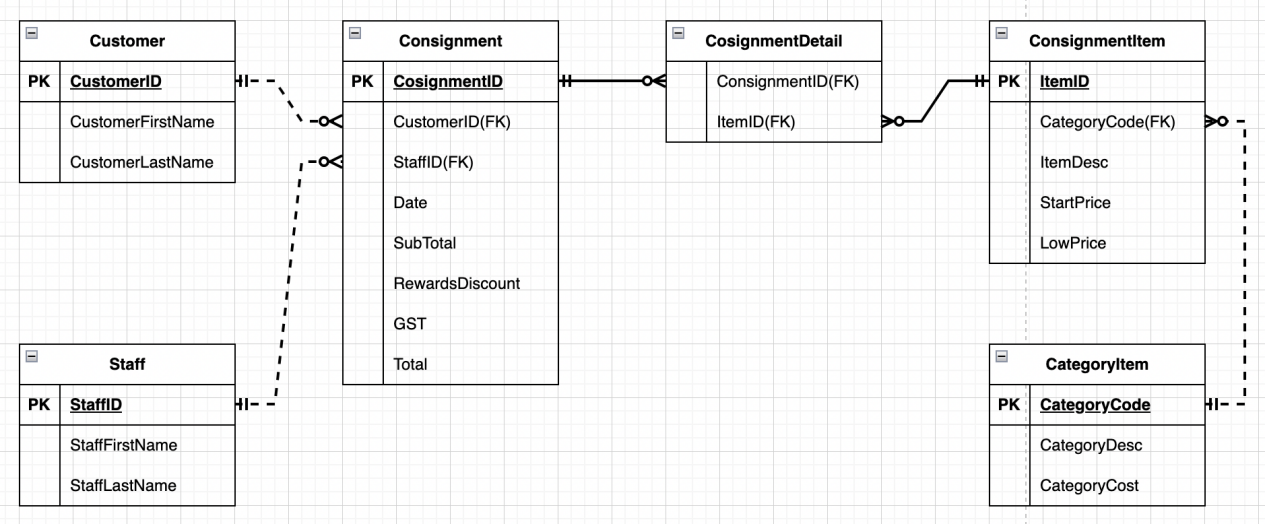 Customer
PK CustomerID
CustomerFirstName
CustomerLastName
Consignment
PK CosignmentID
CustomerID(FK)
StaffID(FK)
Date
SubTotal
RewardsDiscount
GST
Total
CosignmentDetail
ConsignmentID(FK)
ItemID(FK)
ConsignmentItem
PK ItemID
CategoryCode(FK)
ItemDesc
StartPrice
LowPrice
Staff
PK StaffID
StaffFirstName
StaffLastName
CategoryItem
PK CategoryCode
CategoryDesc
CategoryCost